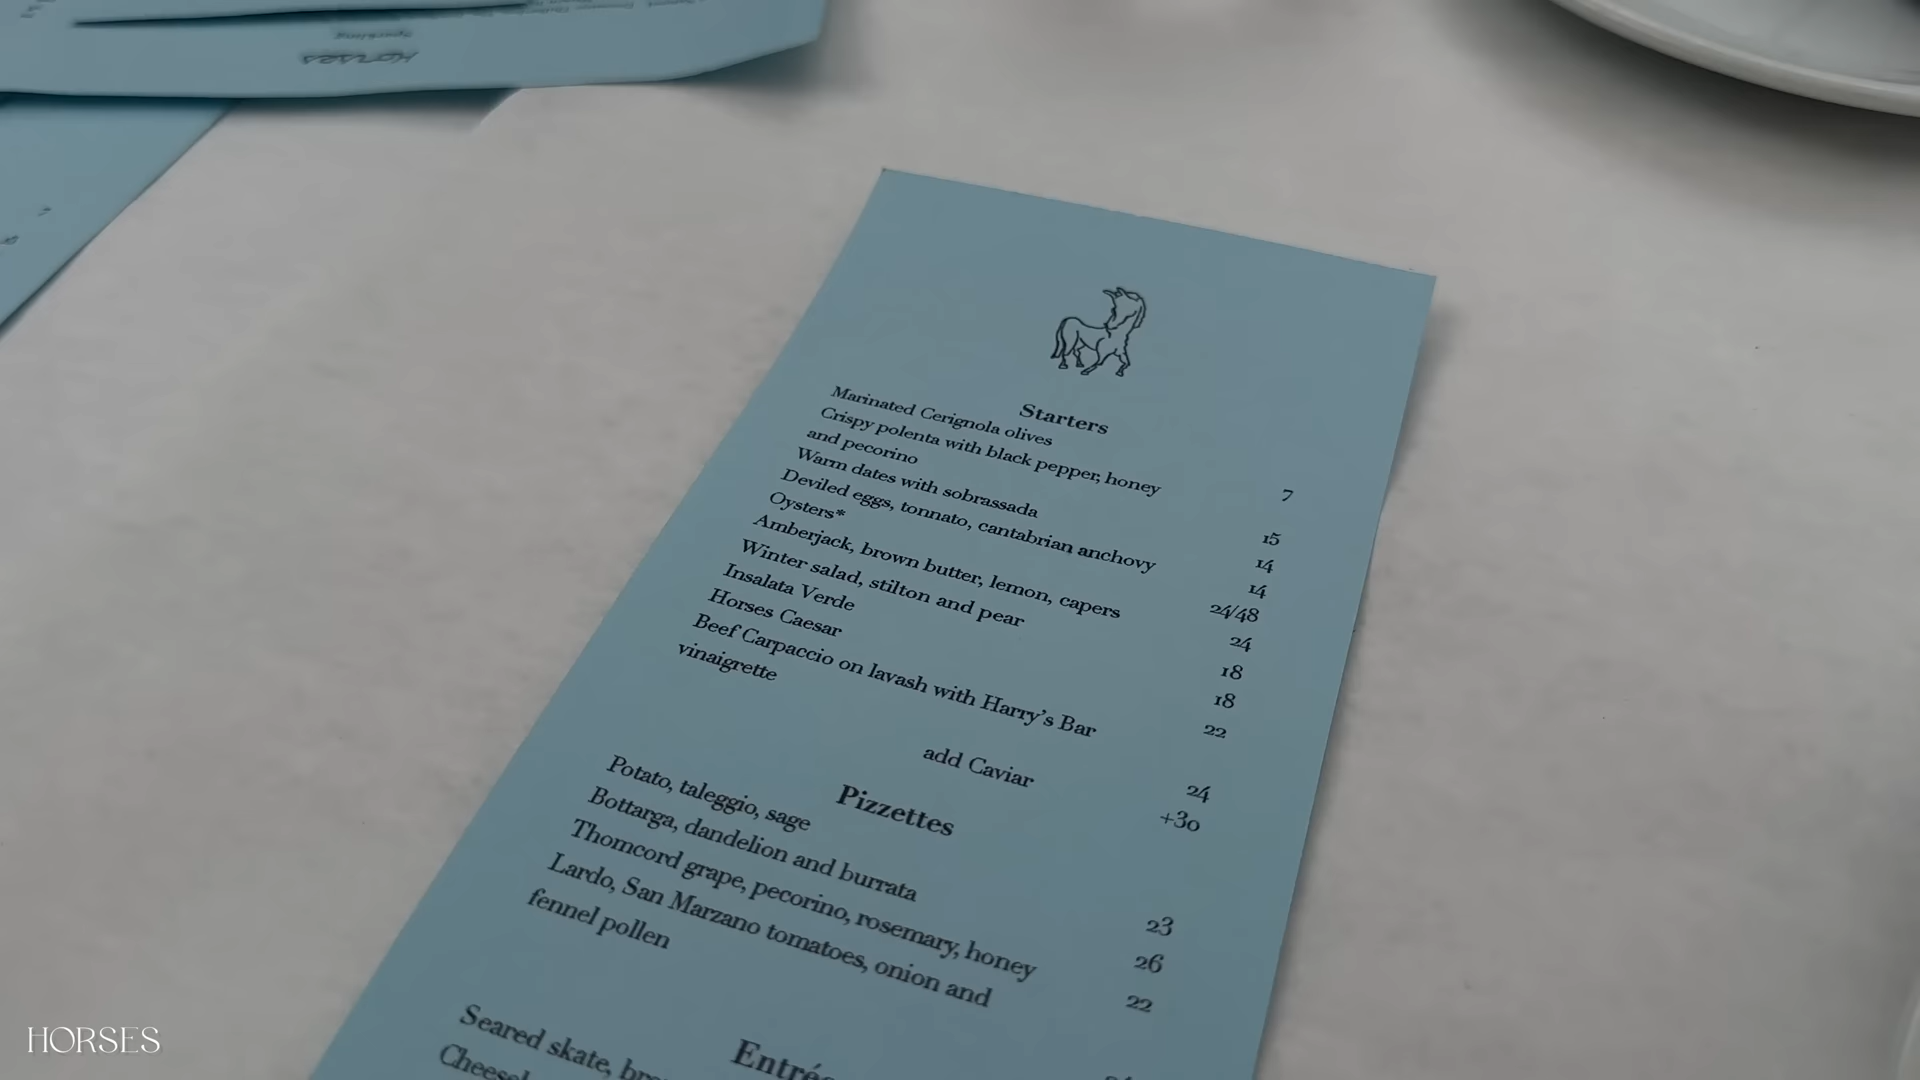 Sparkling
HORSES
Starters
Marinated Cerignola olives 7
Crispy polenta with black pepper, honey
and pecorino 15
Warm dates with sobrassada 14
Deviled eggs, tonnato, cantabrian anchovy 14
Oysters* 24/48
Amberjack, brown butter, lemon, capers 24
Winter salad, stilton and pear 18
Insalata Verde 18
Horses Caesar 22
Beef Carpaccio on lavash with Harry's Bar
vinaigrette 24
add Caviar +30
Pizzettes
Potato, taleggio, sage 23
Bottarga, dandelion and burrata 26
Thomcord grape, pecorino, rosemary, honey 22
Lardo, San Marzano tomatoes, onion and
fennel pollen
Seared skate,
HORSES